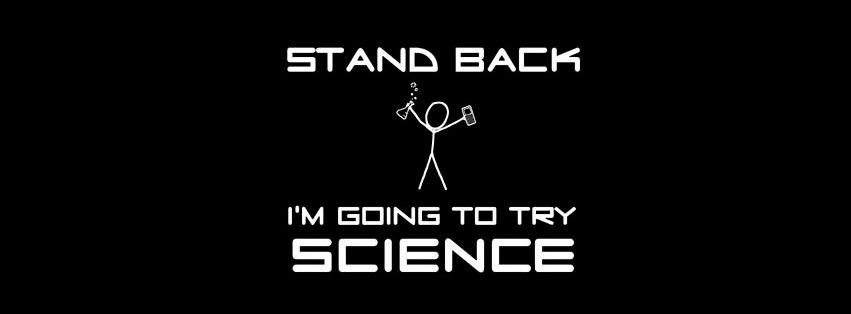 STAND BACK
I'M GOING TO TRY
SCIENCE